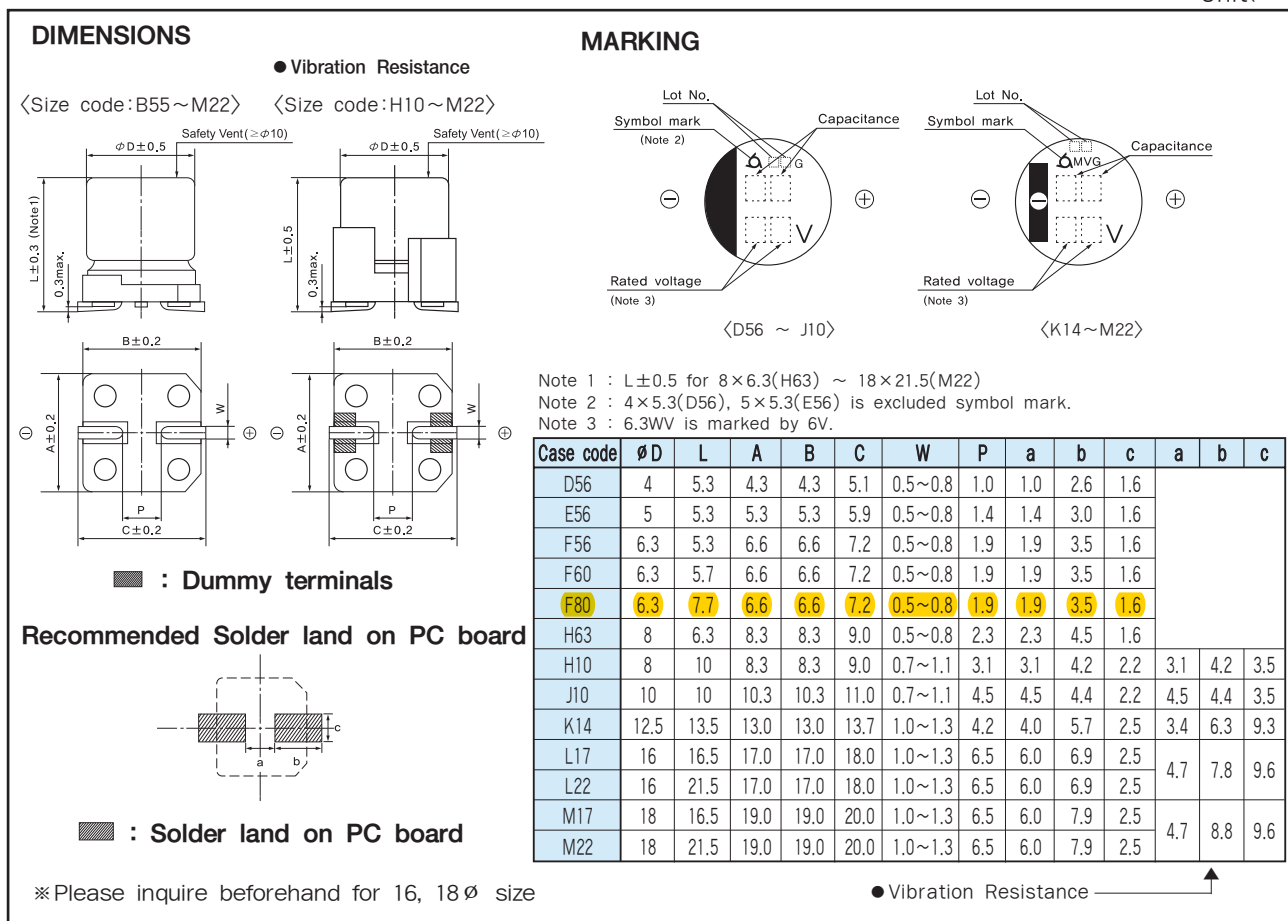 DIMENSIONS
●Vibration Resistance
〈Size code:B55～M22〉 〈Size code:H10～M22〉
Safety Vent(≥φ10)
φD±0.5
L±0.3 (Note1)
0.3max.
Safety Vent(≥φ10)
φD±0.5
L±0.5
0.3max.
B±0.2
A±0.2
W
⊖ ⊕
P
C±0.2
B±0.2
A±0.2
W
⊖ ⊕
P
C±0.2
: Dummy terminals
Recommended Solder land on PC board
a
b
c
: Solder land on PC board
※Please inquire beforehand for 16, 18ø size
MARKING
Lot No.
Symbol mark
(Note 2)
Capacitance
G
V
⊖ ⊕
Rated voltage
(Note 3)
〈D56 ～ J10〉
Lot No.
Symbol mark
Capacitance
MVG
V
⊖ ⊖ ⊕
Rated voltage
(Note 3)
〈K14～M22〉
Note 1 : L±0.5 for 8×6.3(H63) ～ 18×21.5(M22)
Note 2 : 4×5.3(D56), 5×5.3(E56) is excluded symbol mark.
Note 3 : 6.3WV is marked by 6V.
Case code øD L A B C W P a b c a b c
D56 4 5.3 4.3 4.3 5.1 0.5~0.8 1.0 1.0 2.6 1.6
E56 5 5.3 5.3 5.3 5.9 0.5~0.8 1.4 1.4 3.0 1.6
F56 6.3 5.3 6.6 6.6 7.2 0.5~0.8 1.9 1.9 3.5 1.6
F60 6.3 5.7 6.6 6.6 7.2 0.5~0.8 1.9 1.9 3.5 1.6
F80 6.3 7.7 6.6 6.6 7.2 0.5~0.8 1.9 1.9 3.5 1.6
H63 8 6.3 8.3 8.3 9.0 0.5~0.8 2.3 2.3 4.5 1.6
H10 8 10 8.3 8.3 9.0 0.7~1.1 3.1 3.1 4.2 2.2 3.1 4.2 3.5
J10 10 10 10.3 10.3 11.0 0.7~1.1 4.5 4.5 4.4 2.2 4.5 4.4 3.5
K14 12.5 13.5 13.0 13.0 13.7 1.0~1.3 4.2 4.0 5.7 2.5 3.4 6.3 9.3
L17 16 16.5 17.0 17.0 18.0 1.0~1.3 6.5 6.0 6.9 2.5 4.7 7.8 9.6
L22 16 21.5 17.0 17.0 18.0 1.0~1.3 6.5 6.0 6.9 2.5
M17 18 16.5 19.0 19.0 20.0 1.0~1.3 6.5 6.0 7.9 2.5 4.7 8.8 9.6
M22 18 21.5 19.0 19.0 20.0 1.0~1.3 6.5 6.0 7.9 2.5
●Vibration Resistance